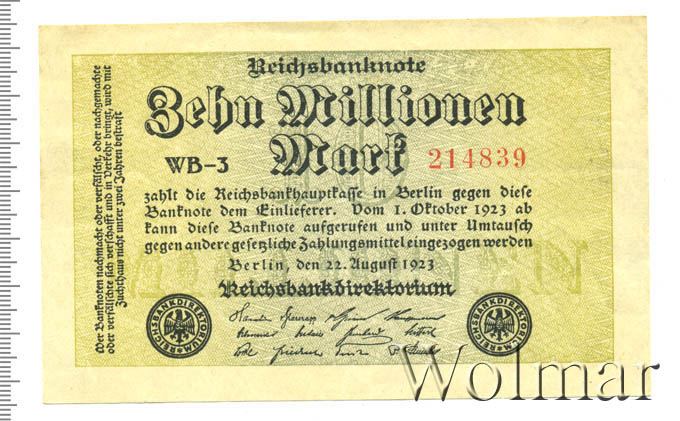 Reichsbanknote
Zehn Millionen
Mark
WB-3
214839
zahlt die Reichsbankhauptkasse in Berlin gegen diese
Banknote dem Einlieferer. Vom 1. Oktober 1923 ab
kann diese Banknote aufgerufen und unter Umtausch
gegen andere gesetzliche Zahlungsmittel eingezogen werden
Berlin, den 22. August 1923
Reichsbankdirektorium
Wer Banknoten nachmacht oder verfälscht, oder nachgemachte
oder verfälschte sich verschafft und in Verkehr bringt, wird mit
Zuchthaus nicht unter zwei Jahren bestraft
REICHSBANKDIREKTORIUM
REICHSBANKDIREKTORIUM
Wolmar